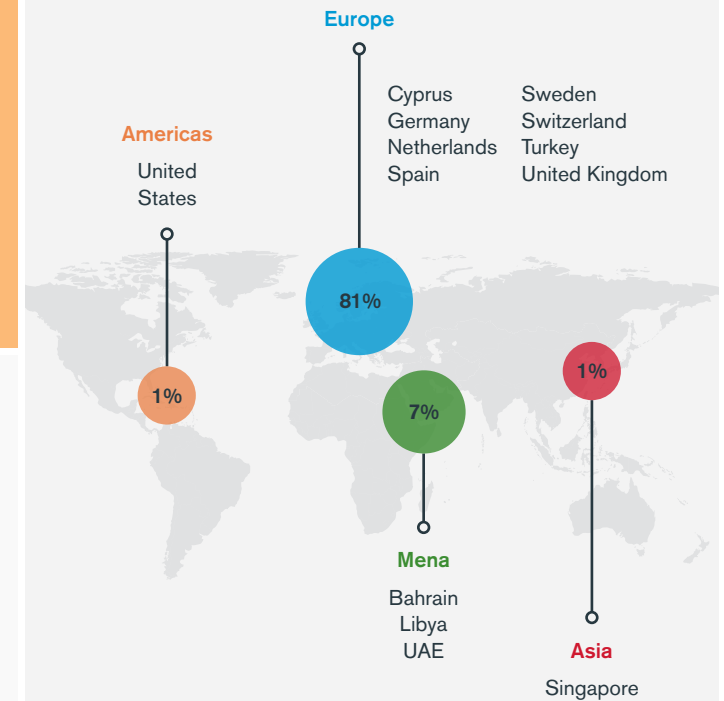 Europe
Cyprus
Germany
Netherlands
Spain
Sweden
Switzerland
Turkey
United Kingdom
Americas
United
States
81%
1%
1%
7%
Mena
Bahrain
Libya
UAE
Asia
Singapore